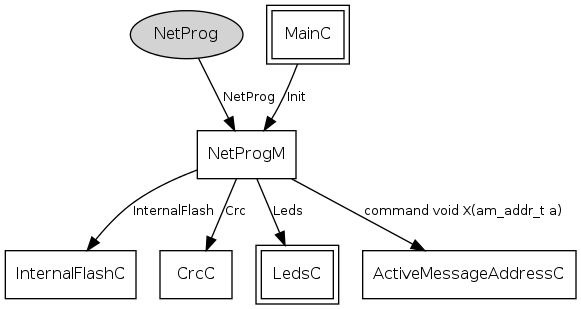 NetProg
MainC
NetProg
Init
NetProgM
InternalFlash
Crc
Leds
command void X(am_addr_t a)
InternalFlashC
CrcC
LedsC
ActiveMessageAddressC